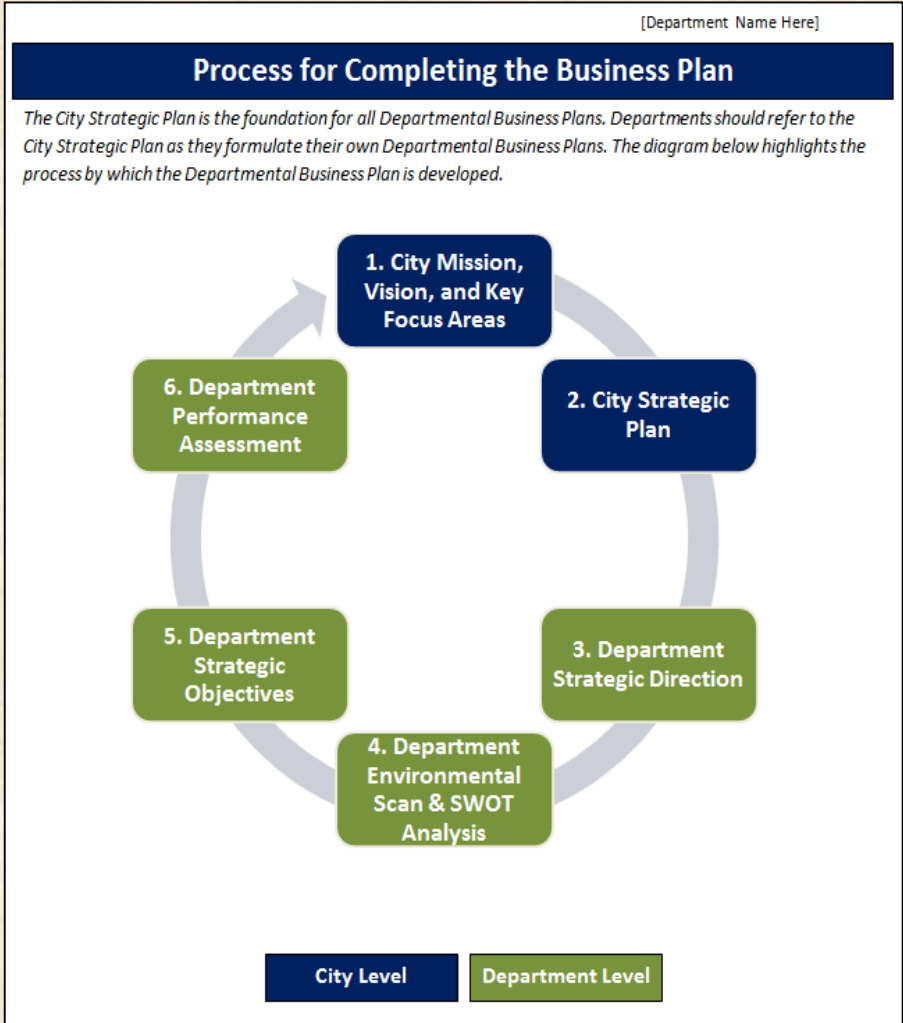 [Department Name Here]
Process for Completing the Business Plan
The City Strategic Plan is the foundation for all Departmental Business Plans. Departments should refer to the
City Strategic Plan as they formulate their own Departmental Business Plans. The diagram below highlights the
process by which the Departmental Business Plan is developed.
1. City Mission,
Vision, and Key
Focus Areas
2. City Strategic
Plan
3. Department
Strategic Direction
4. Department
Environmental
Scan & SWOT
Analysis
5. Department
Strategic
Objectives
6. Department
Performance
Assessment
City Level
Department Level